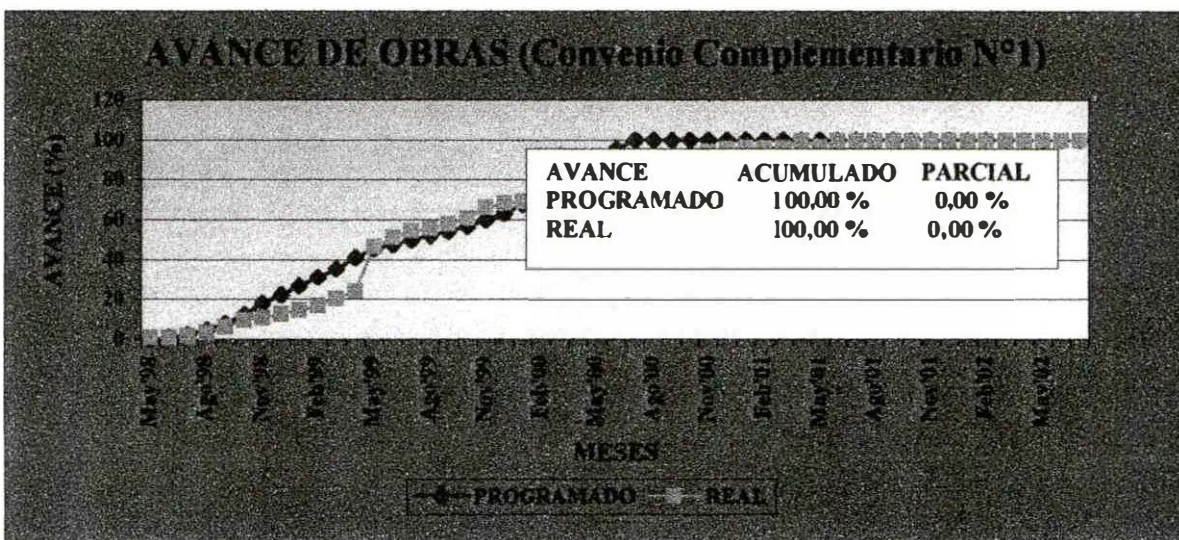 AVANCE DE OBRAS (Convenio Complementario N°1)
AVANCE (%)
120
100
80
60
40
20
0
AVANCE ACUMULADO PARCIAL
PROGRAMADO 100,00 % 0,00 %
REAL 100,00 % 0,00 %
May'98 Ago'98 Nov'98 Feb'99 May'99 Ago'99 Nov'99 Feb'00 May'00 Ago'00 Nov'00 Feb'01 May'01 Ago'01 Nov'01 Feb'02 May'02
MESES
PROGRAMADO REAL